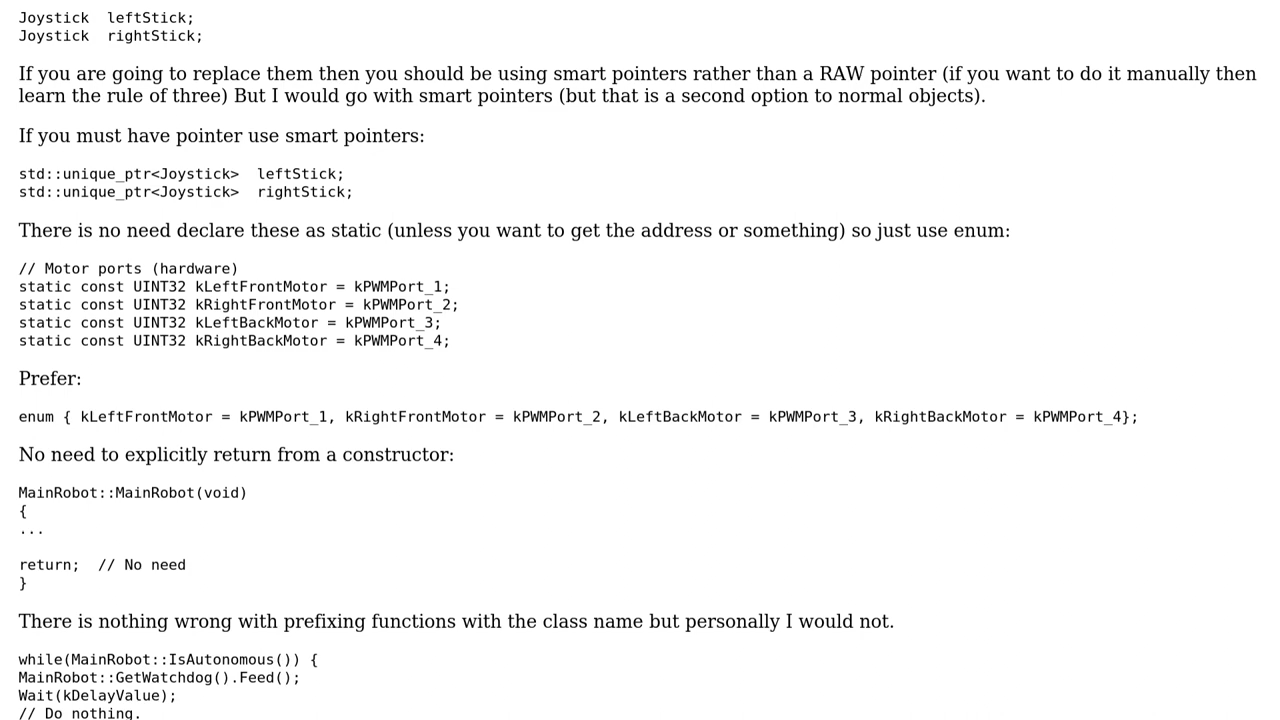 Joystick  leftStick;
Joystick  rightStick;
If you are going to replace them then you should be using smart pointers rather than a RAW pointer (if you want to do it manually then
learn the rule of three) But I would go with smart pointers (but that is a second option to normal objects).
If you must have pointer use smart pointers:
std::unique_ptr<Joystick>  leftStick;
std::unique_ptr<Joystick>  rightStick;
There is no need declare these as static (unless you want to get the address or something) so just use enum:
// Motor ports (hardware)
static const UINT32 kLeftFrontMotor = kPWMPort_1;
static const UINT32 kRightFrontMotor = kPWMPort_2;
static const UINT32 kLeftBackMotor = kPWMPort_3;
static const UINT32 kRightBackMotor = kPWMPort_4;
Prefer:
enum { kLeftFrontMotor = kPWMPort_1, kRightFrontMotor = kPWMPort_2, kLeftBackMotor = kPWMPort_3, kRightBackMotor = kPWMPort_4};
No need to explicitly return from a constructor:
MainRobot::MainRobot(void)
{
...
return;  // No need
}
There is nothing wrong with prefixing functions with the class name but personally I would not.
while(MainRobot::IsAutonomous()) {
MainRobot::GetWatchdog().Feed();
Wait(kDelayValue);
// Do nothing.